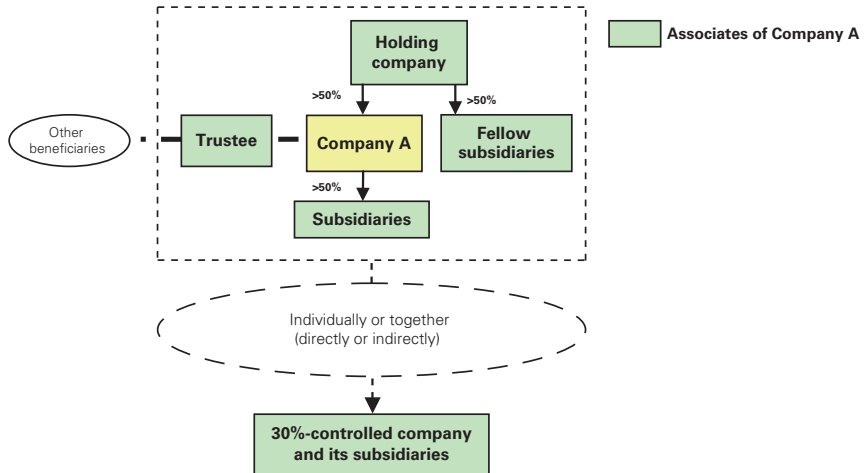 Holding
company
Associates of Company A
>50%
>50%
Other
beneficiaries
Trustee
Company A
Fellow
subsidiaries
>50%
Subsidiaries
Individually or together
(directly or indirectly)
30%-controlled company
and its subsidiaries